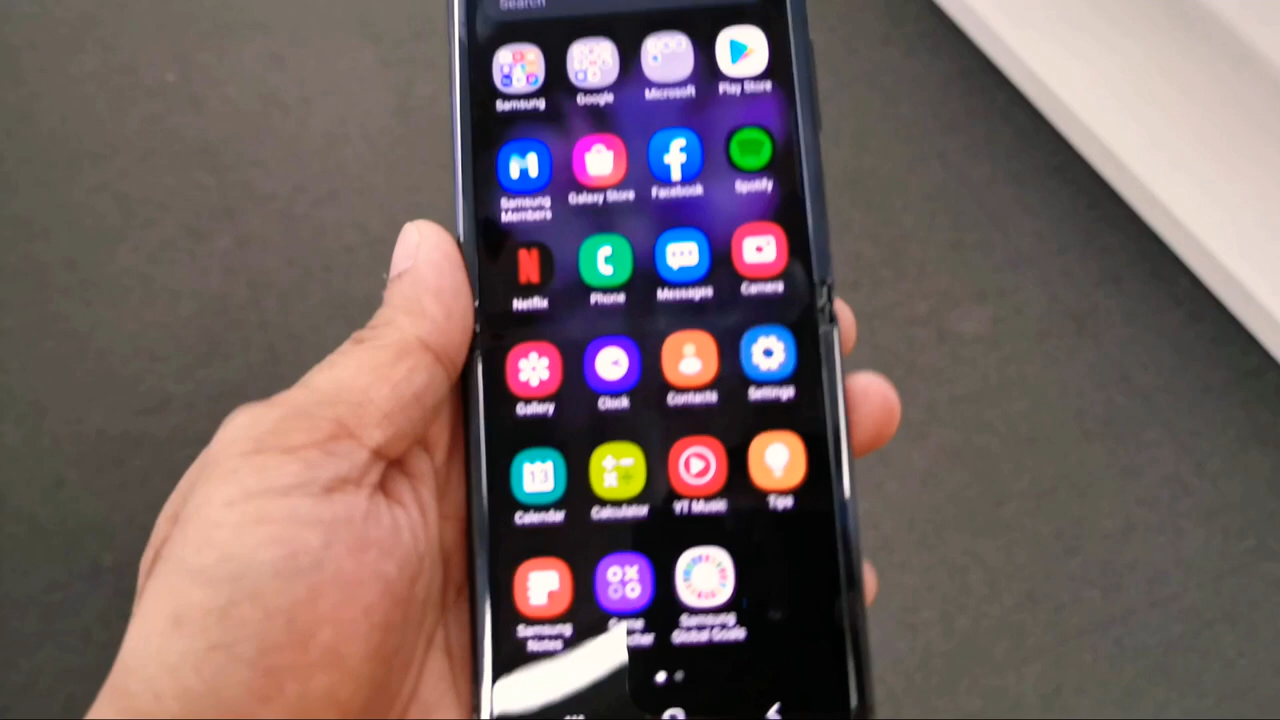 Search
Samsung Google Microsoft Play Store
Samsung Members Galaxy Store Facebook Spotify
N
Netflix Phone Messages Camera
Gallery Clock Contacts Settings
13
Calendar Calculator YT Music Tips
Samsung Notes Samsung Global Goals